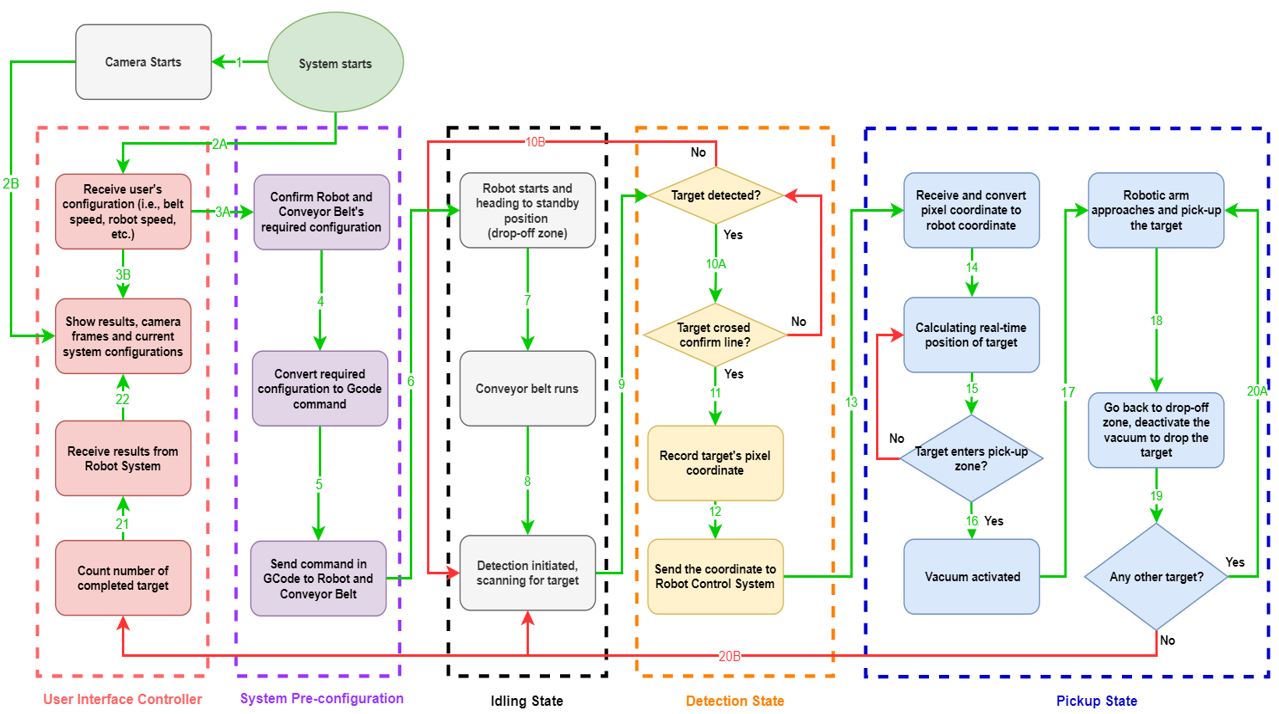 Camera Starts
1
System starts
2A
2B
Receive user's
configuration (i.e., belt
speed, robot speed,
etc.)
3A
3B
Show results, camera
frames and current
system configurations
22
Receive results from
Robot System
21
Count number of
completed target
User Interface Controller
Confirm Robot and
Conveyor Belt's
required configuration
4
Convert required
configuration to Gcode
command
5
Send command in
GCode to Robot and
Conveyor Belt
6
System Pre-configuration
10B
Robot starts and
heading to standby
position
(drop-off zone)
7
Conveyor belt runs
8
Detection initiated,
scanning for target
9
Idling State
No
Target detected?
Yes
10A
Target crosed
confirm line?
No
Yes
11
Record target's pixel
coordinate
12
Send the coordinate to
Robot Control System
13
Detection State
Receive and convert
pixel coordinate to
robot coordinate
14
Calculating real-time
position of target
15
No
Target enters pick-up
zone?
16
Yes
Vacuum activated
17
Robotic arm
approaches and pick-up
the target
18
Go back to drop-off
zone, deactivate the
vacuum to drop the
target
19
Any other target?
Yes
20A
No
20B
Pickup State